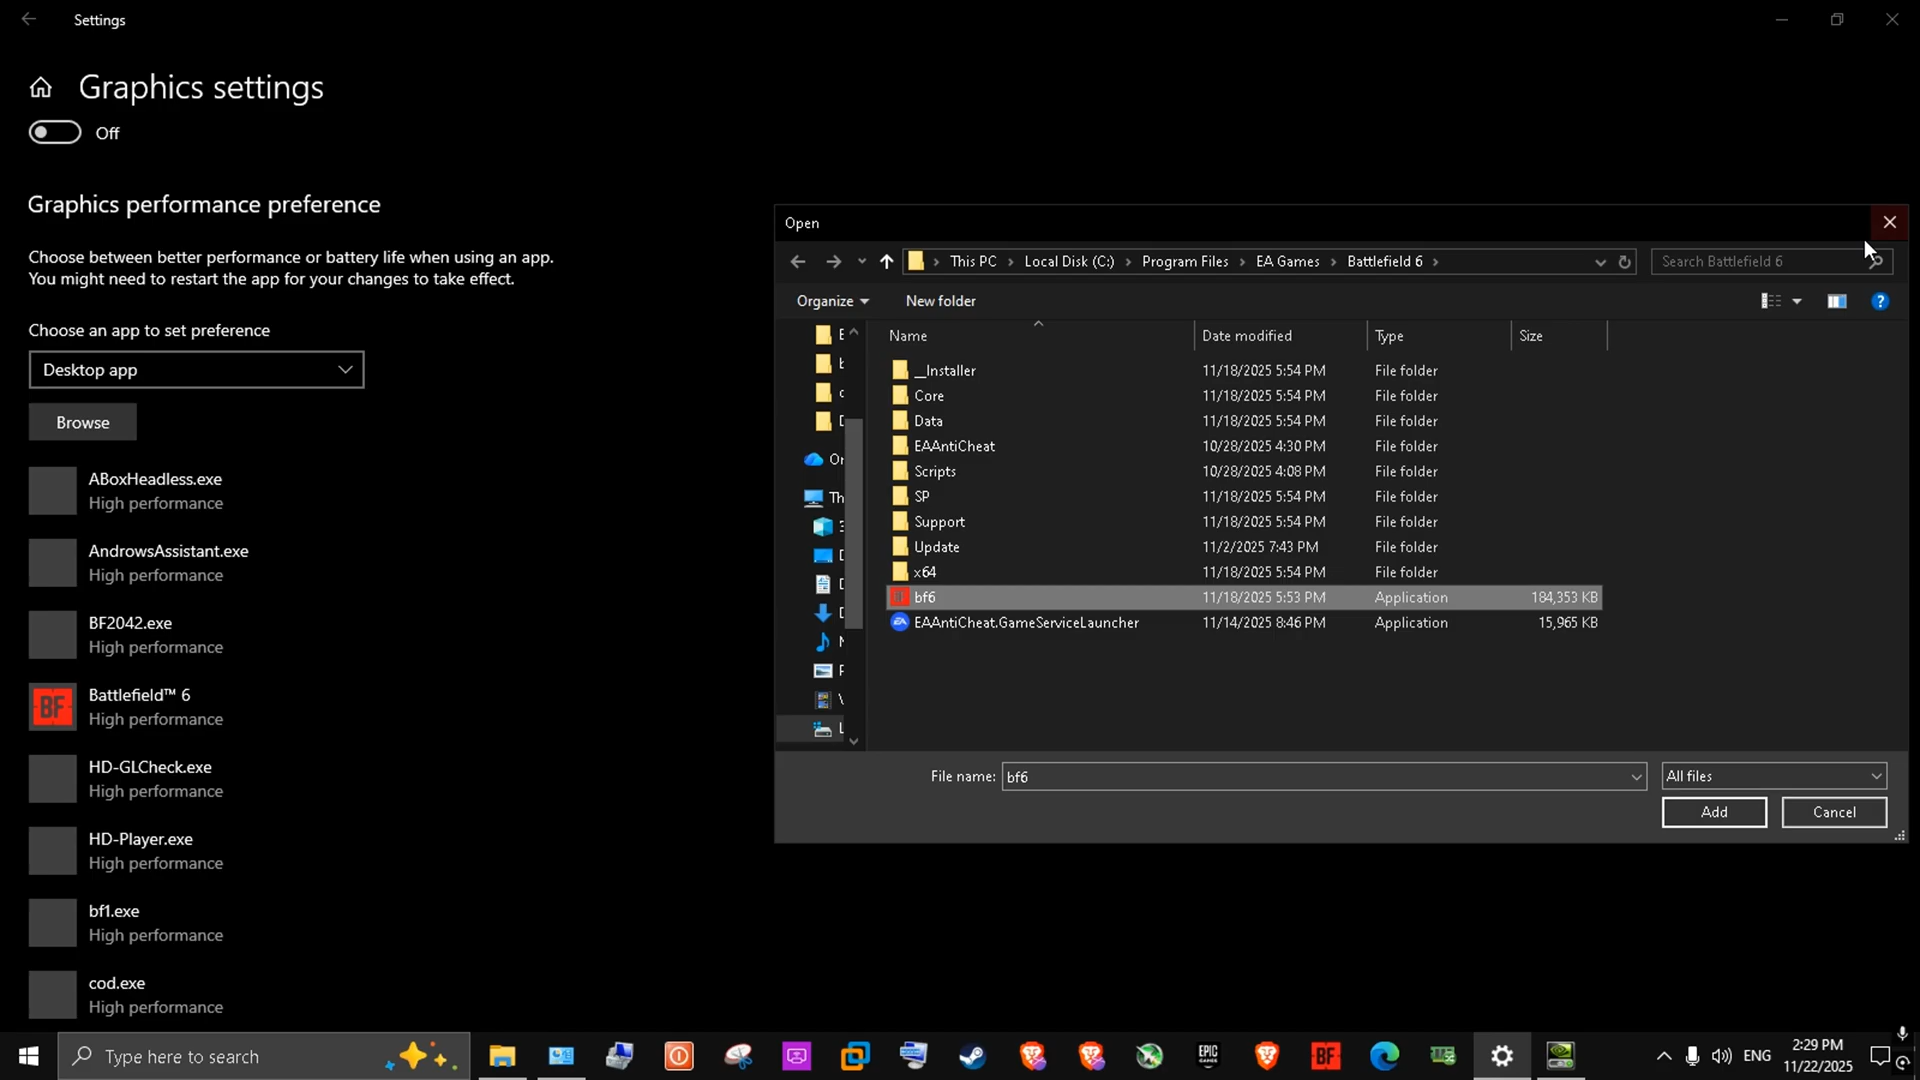 Settings
Graphics settings
Off
Graphics performance preference
Choose between better performance or battery life when using an app.
You might need to restart the app for your changes to take effect.
Choose an app to set preference
Desktop app
Browse
ABoxHeadless.exe
High performance
AndrowsAssistant.exe
High performance
BF2042.exe
High performance
BF
Battlefield™ 6
High performance
HD-GLCheck.exe
High performance
HD-Player.exe
High performance
bf1.exe
High performance
cod.exe
High performance
Open
This PC > Local Disk (C:) > Program Files > EA Games > Battlefield 6 >
Search Battlefield 6
Organize New folder
Name Date modified Type Size
__Installer 11/18/2025 5:54 PM File folder
Core 11/18/2025 5:54 PM File folder
Data 11/18/2025 5:54 PM File folder
EAAntiCheat 10/28/2025 4:30 PM File folder
Scripts 10/28/2025 4:08 PM File folder
SP 11/18/2025 5:54 PM File folder
Support 11/18/2025 5:54 PM File folder
Update 11/2/2025 7:43 PM File folder
x64 11/18/2025 5:54 PM File folder
bf6 11/18/2025 5:53 PM Application 184,353 KB
EAAntiCheat.GameServiceLauncher 11/14/2025 8:46 PM Application 15,965 KB
File name: bf6
All files
Add Cancel
Type here to search
EPIC GAMES
BF
ENG
2:29 PM
11/22/2025